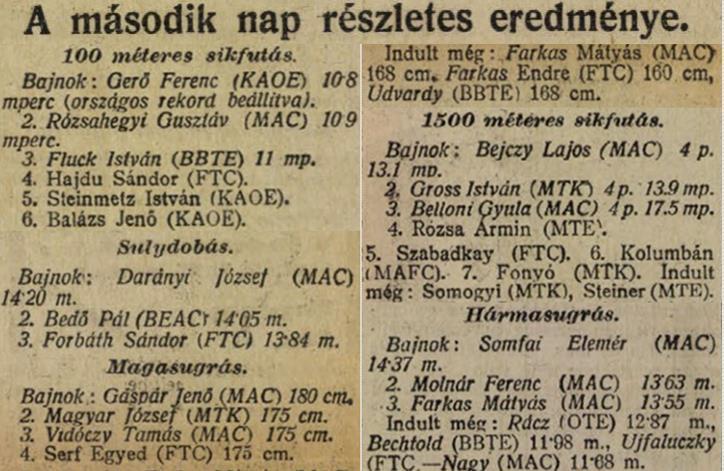 A második nap részletes eredménye.
100 méteres sikfutás.
Bajnok: Gerő Ferenc (KAOE) 10·8
mperc (országos rekord beállítva).
2. Rózsahegyi Gusztáv (MAC) 10·9
mperc.
3. Fluck István (BBTE) 11 mp.
4. Hajdu Sándor (FTC).
5. Steinmetz István (KAOE).
6. Balázs Jenő (KAOE).
Sulydobás.
Bajnok: Darányi József (MAC)
14·20 m.
2. Bedő Pál (BEAC) 14·05 m.
3. Forbáth Sándor (FTC) 13·84 m.
Magasugrás.
Bajnok: Gáspár Jenő (MAC) 180 cm.
2. Magyar József (MTK) 175 cm.
3. Vidóczy Tamás (MAC) 175 cm.
4. Serf Egyed (FTC) 175 cm.
Indult még: Farkas Mátyás (MAC)
168 cm. Farkas Endre (FTC) 160 cm,
Udvardy (BBTE) 168 cm.
1500 méteres sikfutás.
Bajnok: Bejczy Lajos (MAC) 4 p.
13.1 mp.
2. Gross István (MTK) 4 p. 13.9 mp.
3. Belloni Gyula (MAC) 4 p. 17.5 mp.
4. Rózsa Ármin (MTE).
5. Szabadkay (FTC). 6. Kolumbán
(MAFC). 7. Fonyó (MTK). Indult
még: Somogyi (MTK), Steiner (MTE).
Hármasugrás.
Bajnok: Somfai Elemér (MAC)
14·37 m.
2. Molnár Ferenc (MAC) 13·63 m.
3. Farkas Mátyás (MAC) 13·55 m.
Indult még: Rácz (OTE) 12·87 m.,
Bechtold (BBTE) 11·98 m., Ujfaluczky
(FTC.—Nagy (MAC) 11·68 m.